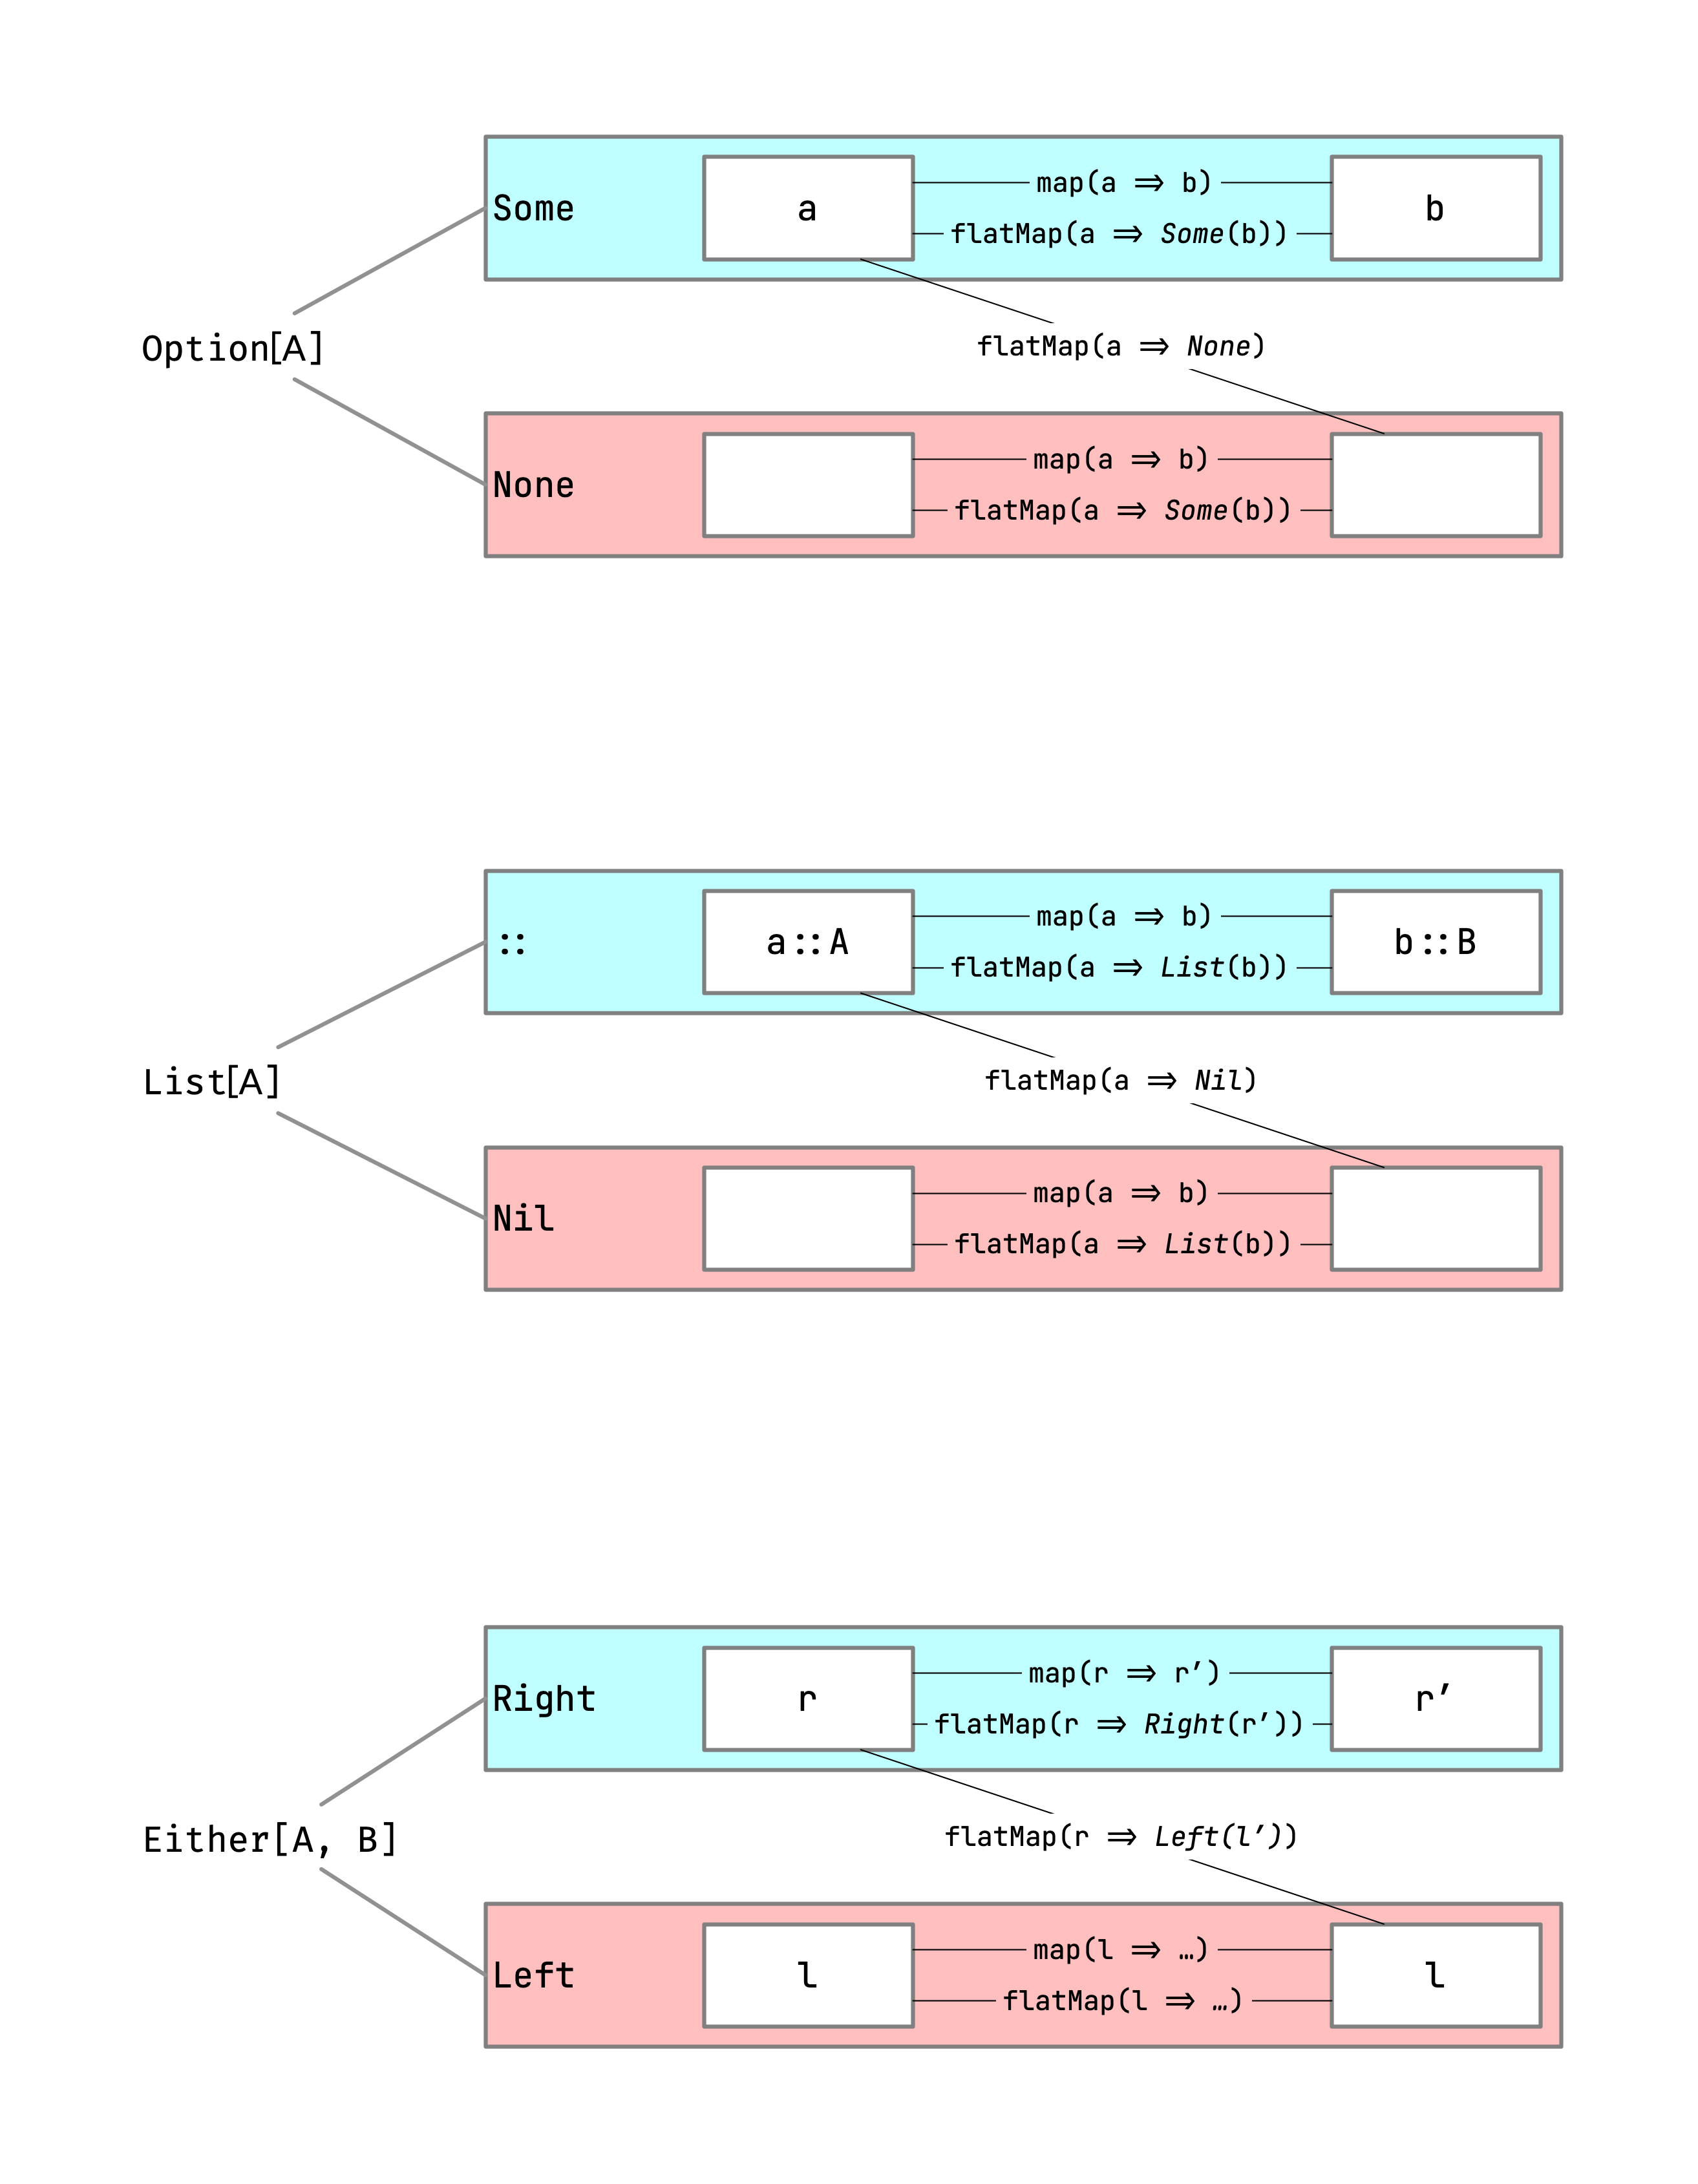 map(a => b)
Some a b
flatMap(a => Some(b))
Option[A] flatMap(a => None)
map(a => b)
None
flatMap(a => Some(b))
map(a => b)
:: a::A b::B
flatMap(a => List(b))
List[A] flatMap(a => Nil)
map(a => b)
Nil
flatMap(a => List(b))
map(r => r’)
Right r r’
flatMap(r => Right(r’))
Either[A, B] flatMap(r => Left(l’))
map(l => …)
Left l l
flatMap(l => …)